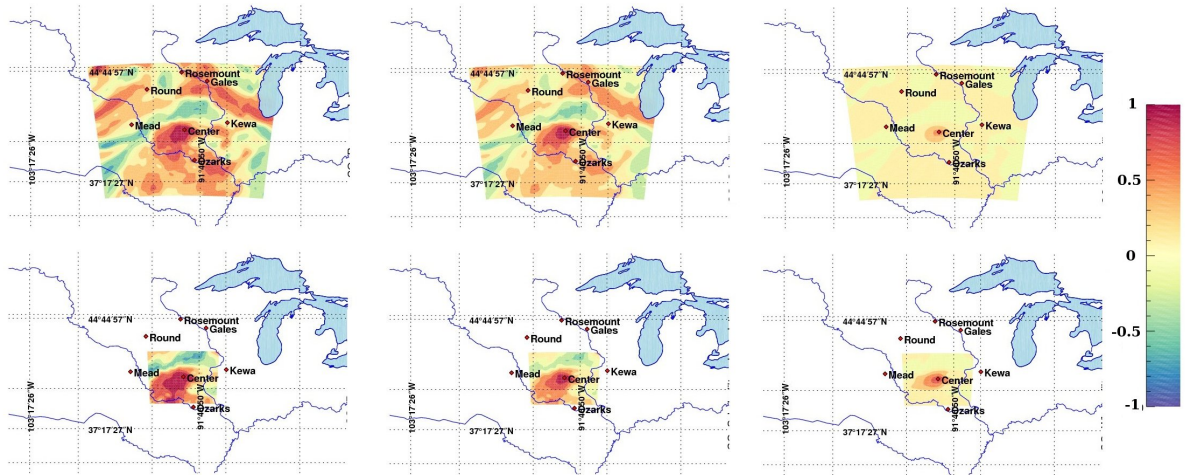 44°44'57" N
Rosemount
Gales
Round
Mead
Center
Kewa
Ozarks
103°17'26" W
91°40'50" W
37°17'27" N
44°44'57" N
Rosemount
Gales
Round
Mead
Center
Kewa
Ozarks
103°17'26" W
91°40'50" W
37°17'27" N
44°44'57" N
Rosemount
Gales
Round
Mead
Center
Kewa
Ozarks
103°17'26" W
91°40'50" W
37°17'27" N
1
0.5
0
-0.5
-1
44°44'57" N
Rosemount
Gales
Round
Mead
Center
Kewa
Ozarks
103°17'26" W
91°40'50" W
37°17'27" N
44°44'57" N
Rosemount
Gales
Round
Mead
Center
Kewa
Ozarks
103°17'26" W
91°40'50" W
37°17'27" N
44°44'57" N
Rosemount
Gales
Round
Mead
Center
Kewa
Ozarks
103°17'26" W
91°40'50" W
37°17'27" N